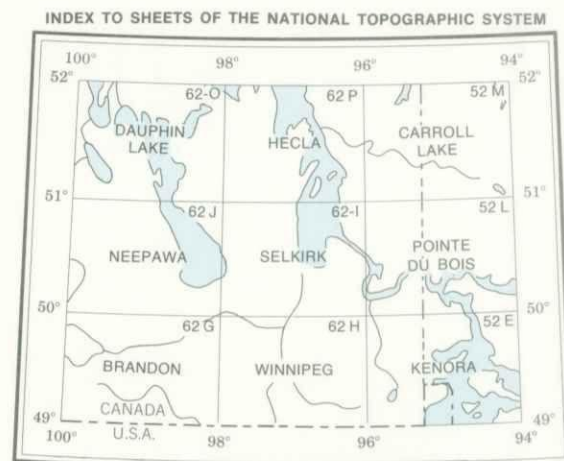 INDEX TO SHEETS OF THE NATIONAL TOPOGRAPHIC SYSTEM
100° 98° 96° 94°
52° 52°
62-O 62 P 52 M
DAUPHIN LAKE
HECLA
CARROLL LAKE
51° 51°
62 J 62-I 52 L
NEEPAWA SELKIRK
POINTE DU BOIS
50° 50°
62 G 62 H 52 E
BRANDON WINNIPEG KENORA
CANADA
49° 49°
U.S.A.
100° 98° 96° 94°